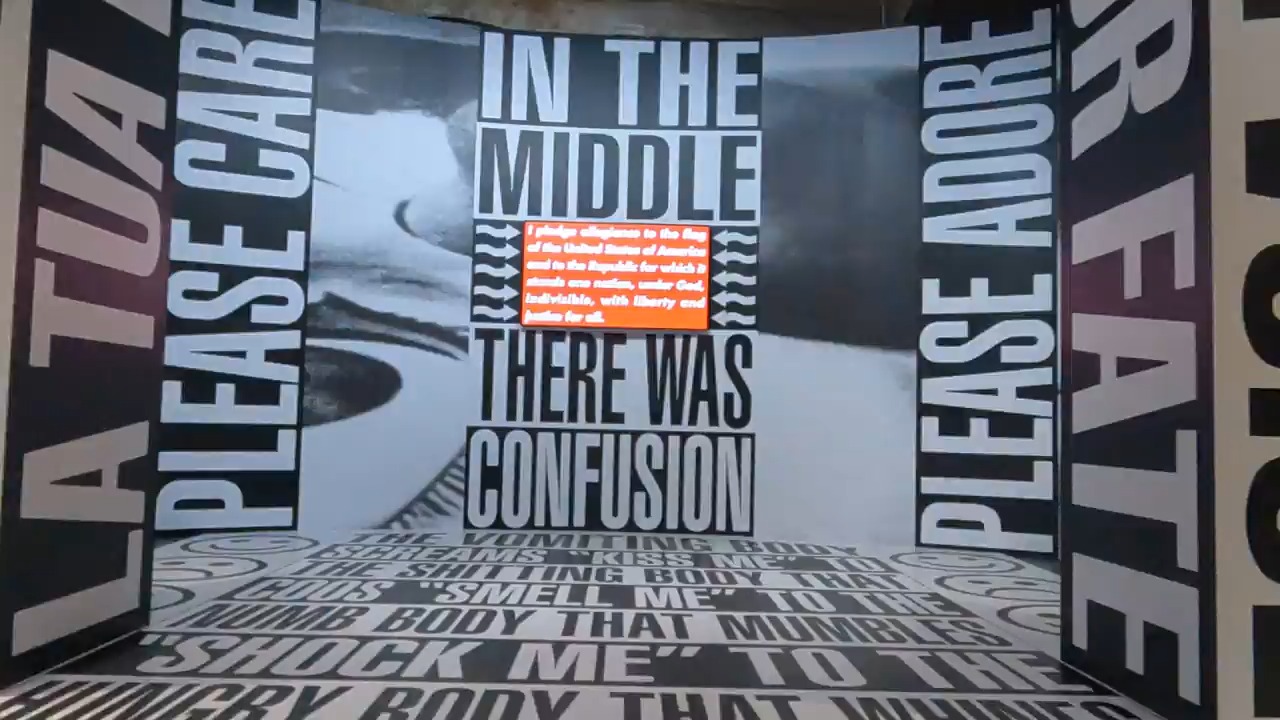 LA TUA
PLEASE CARE
IN THE
MIDDLE
I pledge allegiance to the flag
of the United States of America
and to the Republic for which it
stands one nation, under God,
indivisible, with liberty and
justice for all.
THERE WAS
CONFUSION
PLEASE ADORE
R FATE
THE VOMITING BODY
SCREAMS "KISS ME" TO
THE SHITTING BODY THAT
COOS "SMELL ME" TO THE
NUMB BODY THAT MUMBLES
"SHOCK ME" TO THE
HUNGRY BODY THAT WHINES